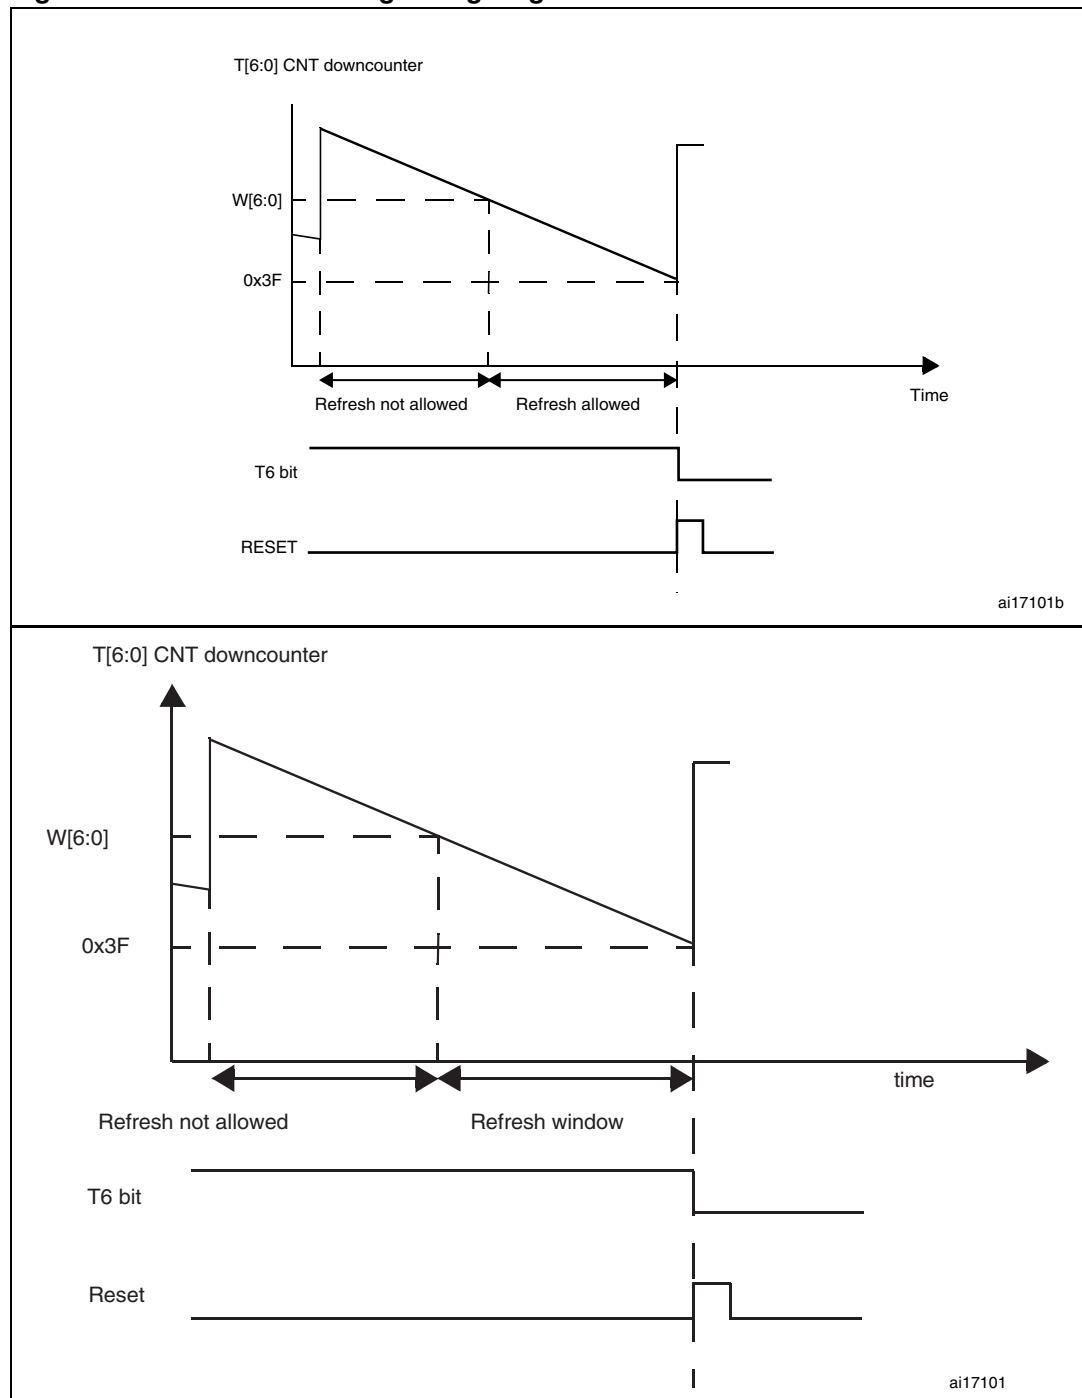 T[6:0] CNT downcounter
W[6:0]
0x3F
Time
Refresh not allowed Refresh allowed
T6 bit
RESET
ai17101b
T[6:0] CNT downcounter
W[6:0]
0x3F
time
Refresh not allowed Refresh window
T6 bit
Reset
ai17101